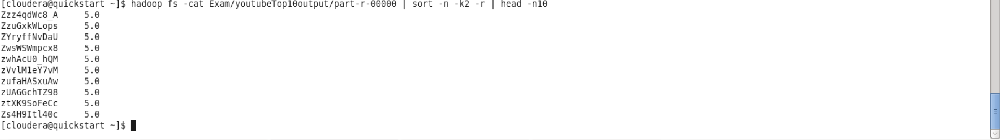 [cloudera@quickstart ~]$ hadoop fs -cat Exam/youtubeTop10output/part-r-00000 | sort -n -k2 -r | head -n10
Zzz4qdWc8_A     5.0
ZzuGxkWLops     5.0
ZYryffNvDaU     5.0
ZwsWSWmpcx8     5.0
zwhAcU0_hQM     5.0
zVvlM1eY7vM     5.0
zufaHASxuAw     5.0
zUAGGchTZ98     5.0
ztXK9SoFeCc     5.0
Zs4H9Itl40c     5.0
[cloudera@quickstart ~]$